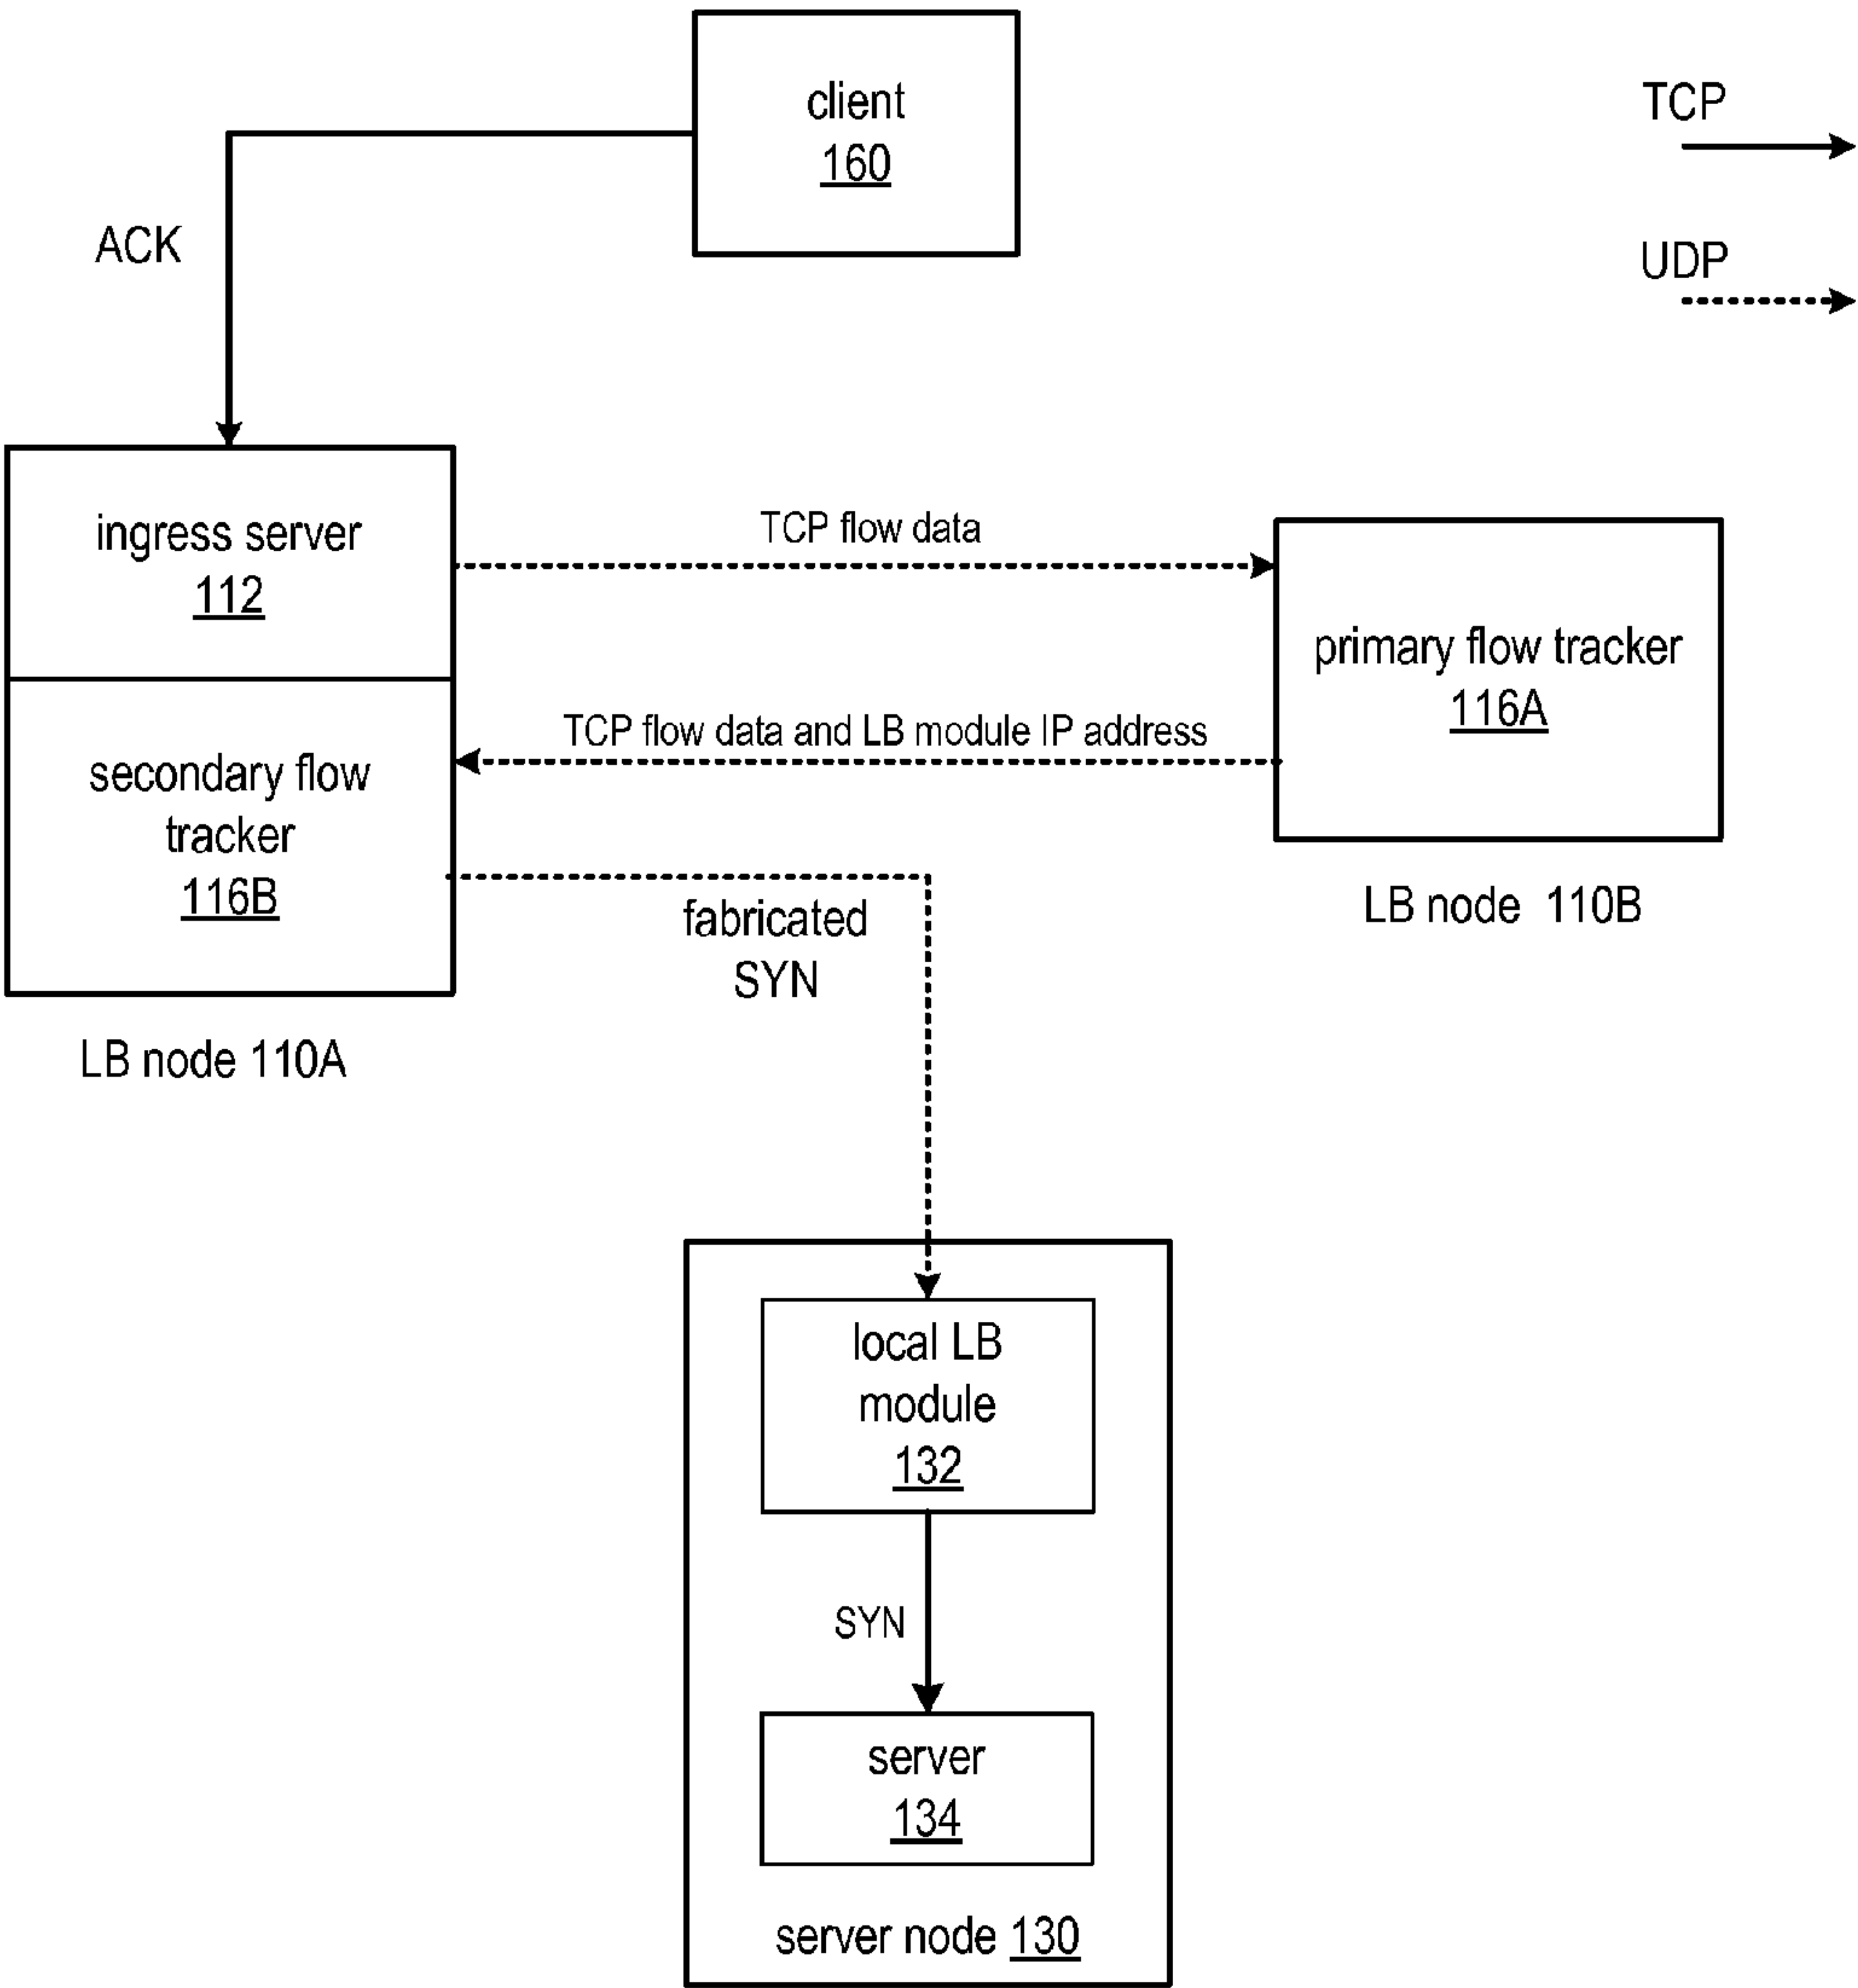 client
160
TCP
UDP
ACK
ingress server
112
TCP flow data
primary flow tracker
116A
TCP flow data and LB module IP address
secondary flow
tracker
116B
LB node 110B
fabricated
SYN
LB node 110A
local LB
module
132
SYN
server
134
server node 130